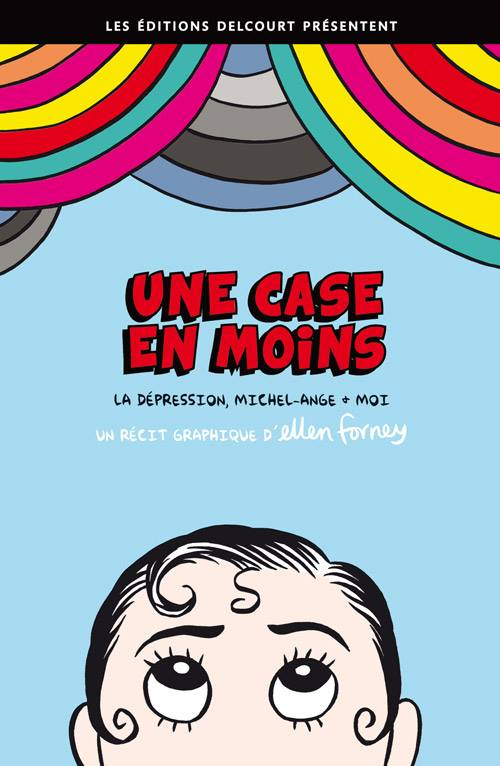 LES ÉDITIONS DELCOURT PRÉSENTENT
UNE CASE
EN MOiNS
LA DÉPRESSION, MICHEL-ANGE + MOI
UN RÉCIT GRAPHIQUE D'ellen forney